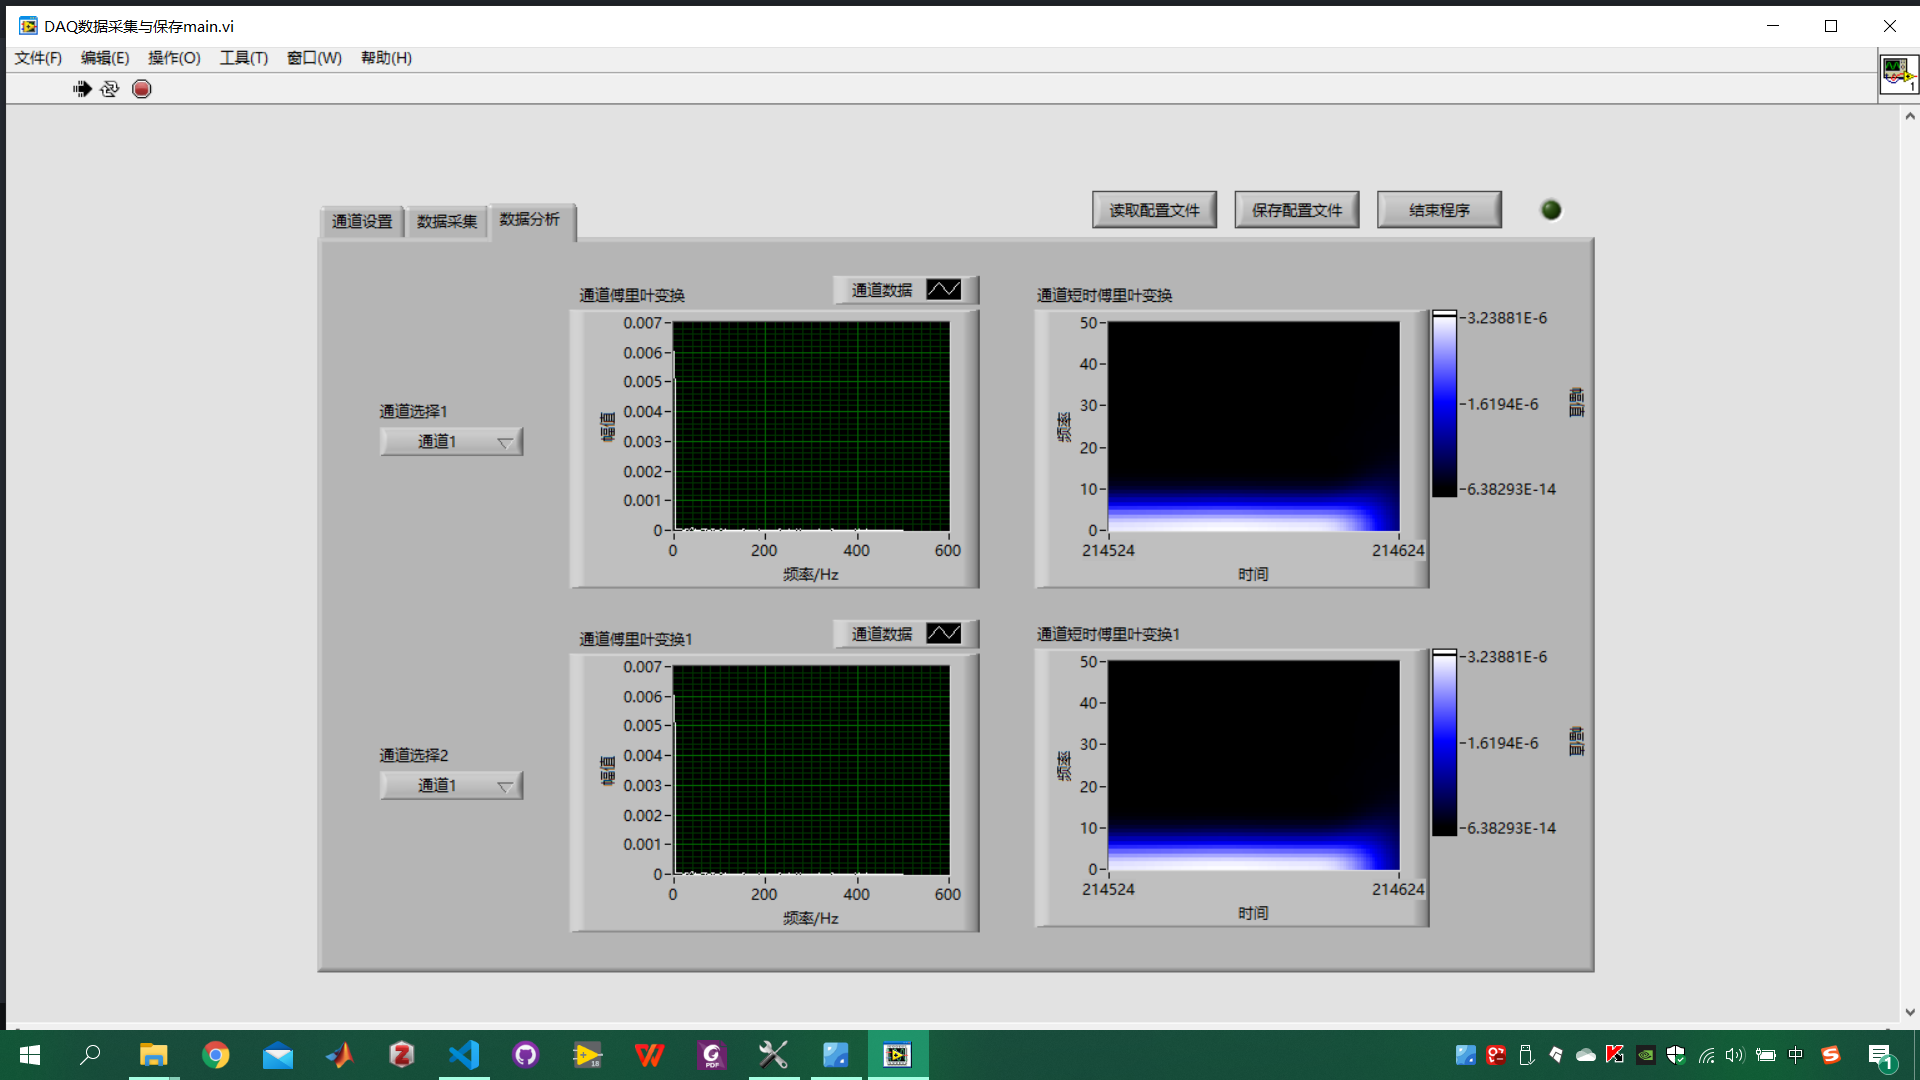 DAQ数据采集与保存main.vi
文件(F) 编辑(E) 操作(O) 工具(T) 窗口(W) 帮助(H)
1
通道设置 数据采集 数据分析
读取配置文件 保存配置文件 结束程序
通道选择1
通道1
通道傅里叶变换
通道数据
幅值
0.007
0.006
0.005
0.004
0.003
0.002
0.001
0
0 200 400 600
频率/Hz
通道短时傅里叶变换
频率
50
40
30
20
10
0
214524 214624
时间
3.23881E-6
1.6194E-6
6.38293E-14
幅值
通道选择2
通道1
通道傅里叶变换1
通道数据
幅值
0.007
0.006
0.005
0.004
0.003
0.002
0.001
0
0 200 400 600
频率/Hz
通道短时傅里叶变换1
频率
50
40
30
20
10
0
214524 214624
时间
3.23881E-6
1.6194E-6
6.38293E-14
幅值
PDF
中
1